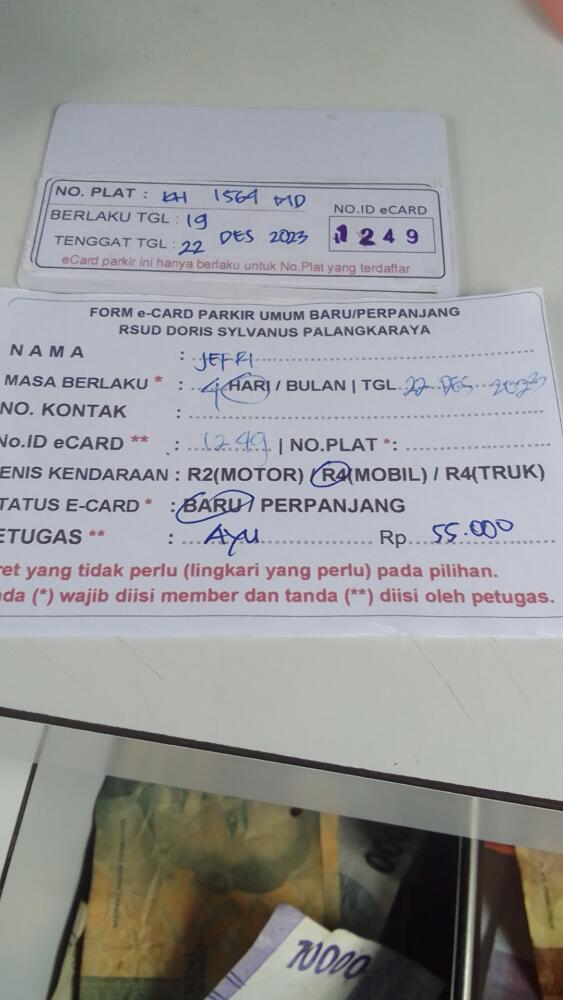 NO. PLAT : KH 1564 MD
BERLAKU TGL : 19
TENGGAT TGL : 22 DES 2023
NO.ID eCARD
1249
eCard parkir ini hanya berlaku untuk No.Plat yang terdaftar
FORM e-CARD PARKIR UMUM BARU/PERPANJANG
RSUD DORIS SYLVANUS PALANGKARAYA
NAMA : JEFRI
MASA BERLAKU * : 4 HARI / BULAN | TGL. 22 DES 2023
NO. KONTAK :
No.ID eCARD ** : 1249 | NO.PLAT *:
ENIS KENDARAAN : R2(MOTOR) / R4(MOBIL) / R4(TRUK)
TATUS E-CARD * : BARU / PERPANJANG
ETUGAS ** : AYU Rp. 55.000
ret yang tidak perlu (lingkari yang perlu) pada pilihan.
da (*) wajib diisi member dan tanda (**) diisi oleh petugas.
10000